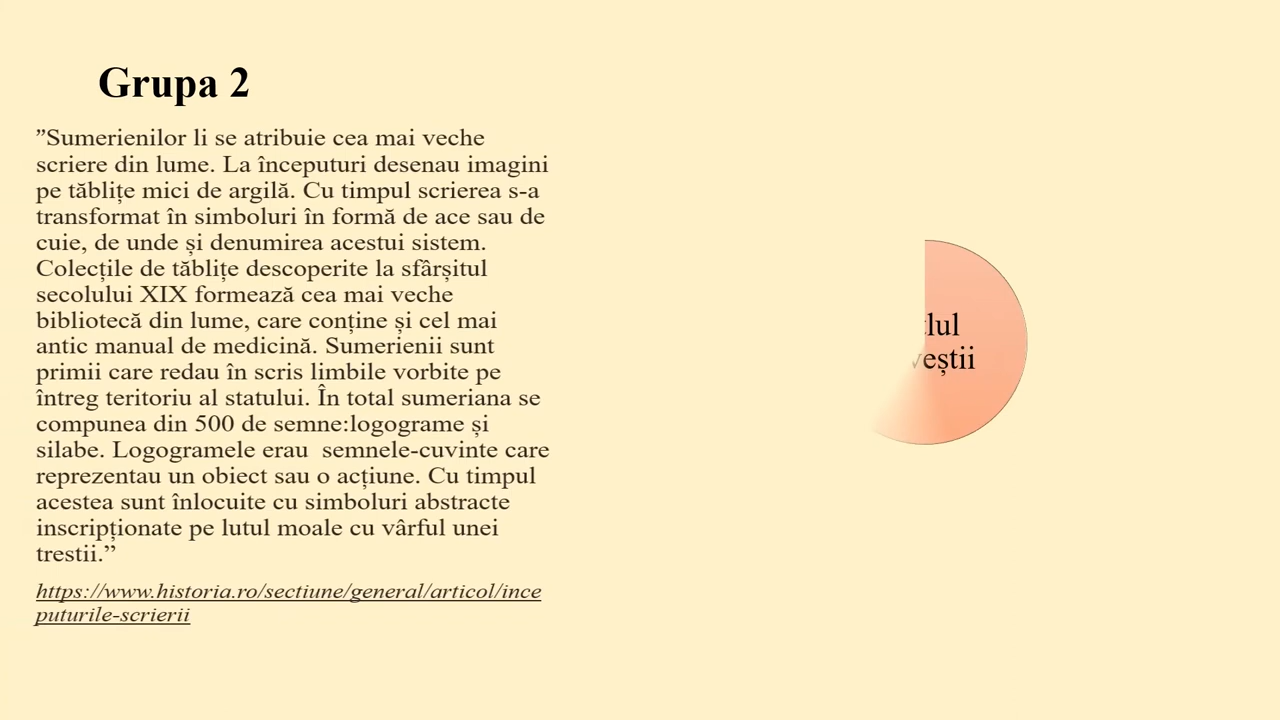 Grupa 2
”Sumerienilor li se atribuie cea mai veche
scriere din lume. La începuturi desenau imagini
pe tăblițe mici de argilă. Cu timpul scrierea s-a
transformat în simboluri în formă de ace sau de
cuie, de unde și denumirea acestui sistem.
Colecțile de tăblițe descoperite la sfârșitul
secolului XIX formează cea mai veche
bibliotecă din lume, care conține și cel mai
antic manual de medicină. Sumerienii sunt
primii care redau în scris limbile vorbite pe
întreg teritoriu al statului. În total sumeriana se
compunea din 500 de semne:logograme și
silabe. Logogramele erau  semnele-cuvinte care
reprezentau un obiect sau o acțiune. Cu timpul
acestea sunt înlocuite cu simboluri abstracte
inscripționate pe lutul moale cu vârful unei
trestii.”
https://www.historia.ro/sectiune/general/articol/ince
puturile-scrierii